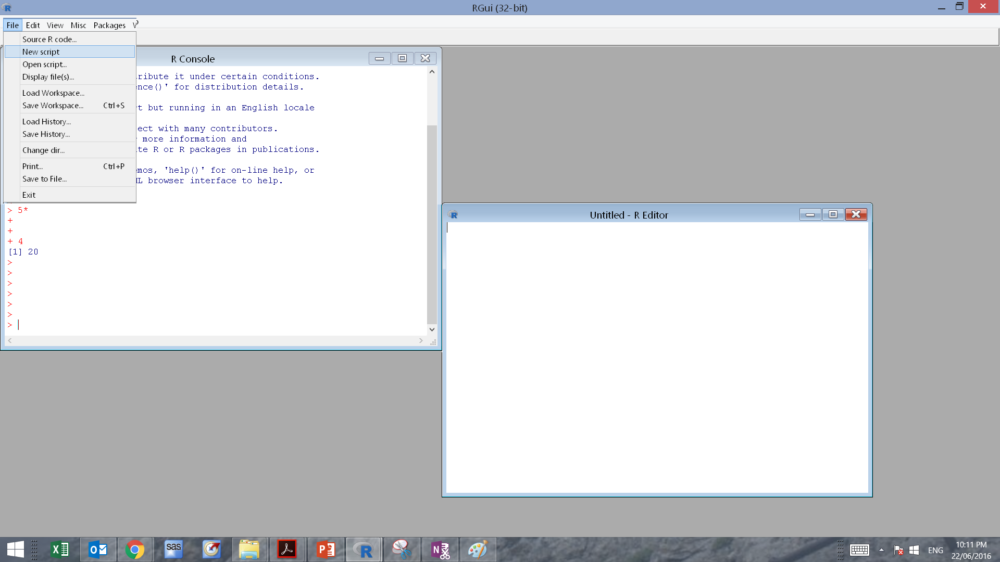 RGui (32-bit)
File Edit View Misc Packages
Source R code...
New script
Open script...
Display file(s)...
Load Workspace...
Save Workspace... Ctrl+S
Load History...
Save History...
Change dir...
Print... Ctrl+P
Save to File...
Exit
R Console
ribute it under certain conditions.
ence()' for distribution details.
t but running in an English locale
ect with many contributors.
more information and
te R or R packages in publications.
mos, 'help()' for on-line help, or
ML browser interface to help.
> 5*
+
+
+ 4
[1] 20
>
>
>
>
>
>
>
Untitled - R Editor
ENG
10:11 PM
22/06/2016